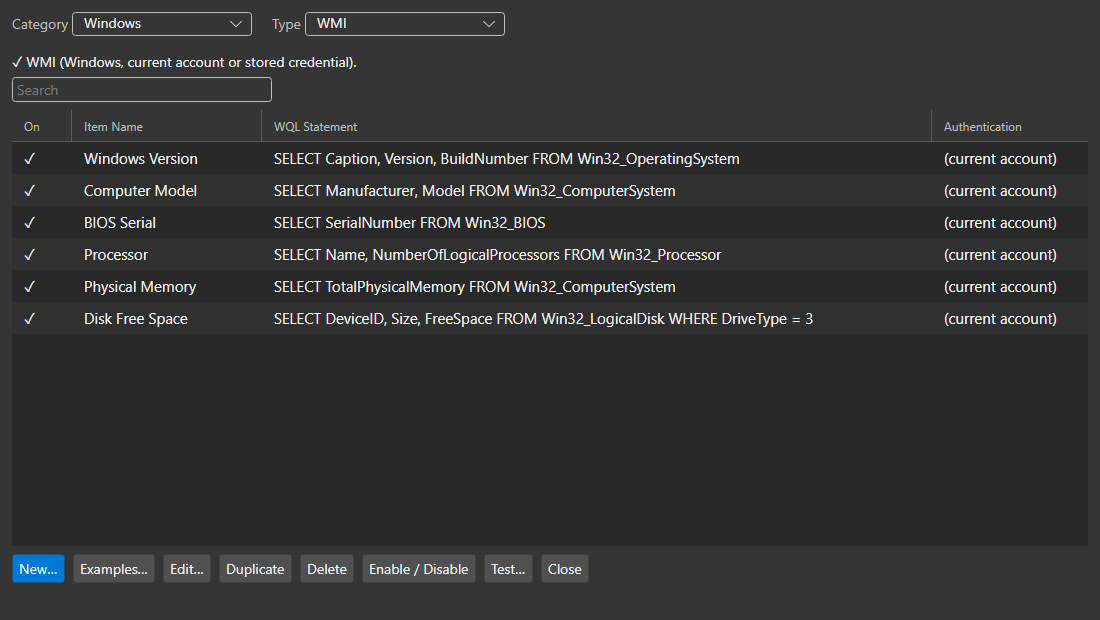 Category Windows Type WMI
✓ WMI (Windows, current account or stored credential).
Search
On Item Name WQL Statement Authentication
✓ Windows Version SELECT Caption, Version, BuildNumber FROM Win32_OperatingSystem (current account)
✓ Computer Model SELECT Manufacturer, Model FROM Win32_ComputerSystem (current account)
✓ BIOS Serial SELECT SerialNumber FROM Win32_BIOS (current account)
✓ Processor SELECT Name, NumberOfLogicalProcessors FROM Win32_Processor (current account)
✓ Physical Memory SELECT TotalPhysicalMemory FROM Win32_ComputerSystem (current account)
✓ Disk Free Space SELECT DeviceID, Size, FreeSpace FROM Win32_LogicalDisk WHERE DriveType = 3 (current account)
New... Examples... Edit... Duplicate Delete Enable / Disable Test... Close